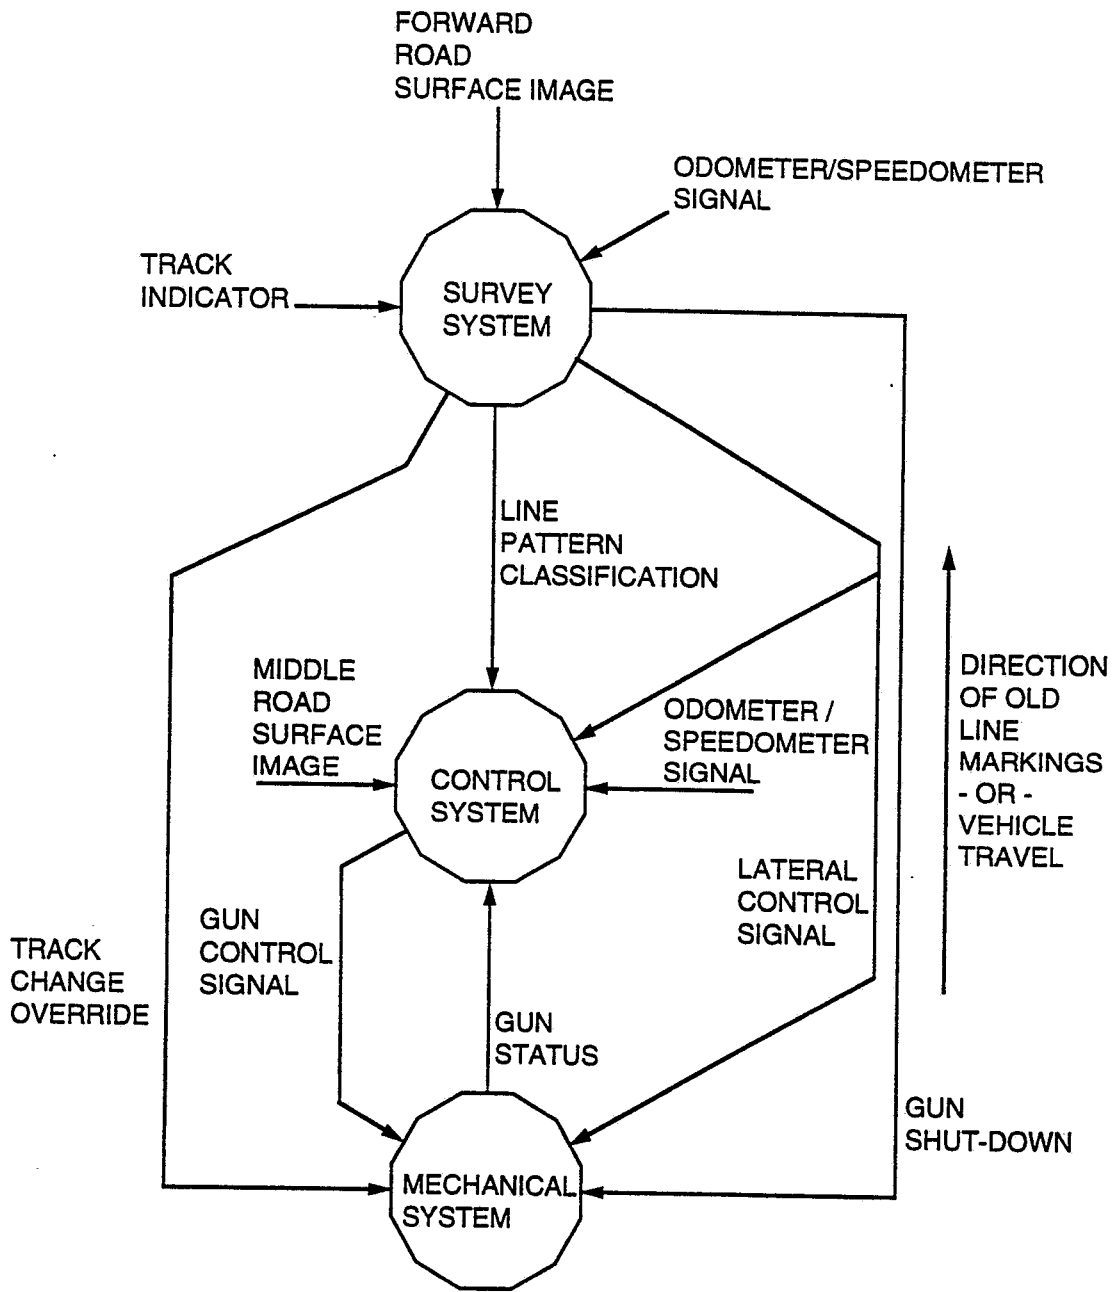 FORWARD
ROAD
SURFACE IMAGE
ODOMETER/SPEEDOMETER
SIGNAL
TRACK
INDICATOR
SURVEY
SYSTEM
LINE
PATTERN
CLASSIFICATION
MIDDLE
ROAD
SURFACE
IMAGE
ODOMETER /
SPEEDOMETER
SIGNAL
DIRECTION
OF OLD
LINE
MARKINGS
- OR -
VEHICLE
TRAVEL
CONTROL
SYSTEM
LATERAL
CONTROL
SIGNAL
GUN
CONTROL
SIGNAL
TRACK
CHANGE
OVERRIDE
GUN
STATUS
GUN
SHUT-DOWN
MECHANICAL
SYSTEM